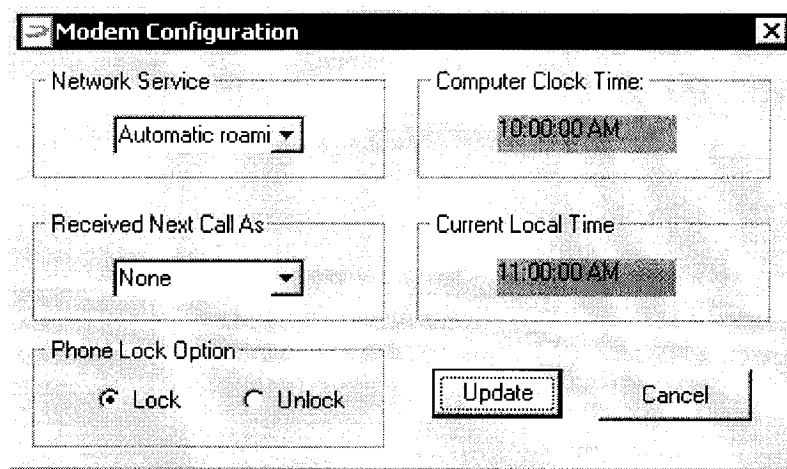 Modem Configuration
Network Service
Automatic roami
Computer Clock Time:
10:00:00 AM
Received Next Call As
None
Current Local Time
11:00:00 AM
Phone Lock Option
Lock
Unlock
Update
Cancel